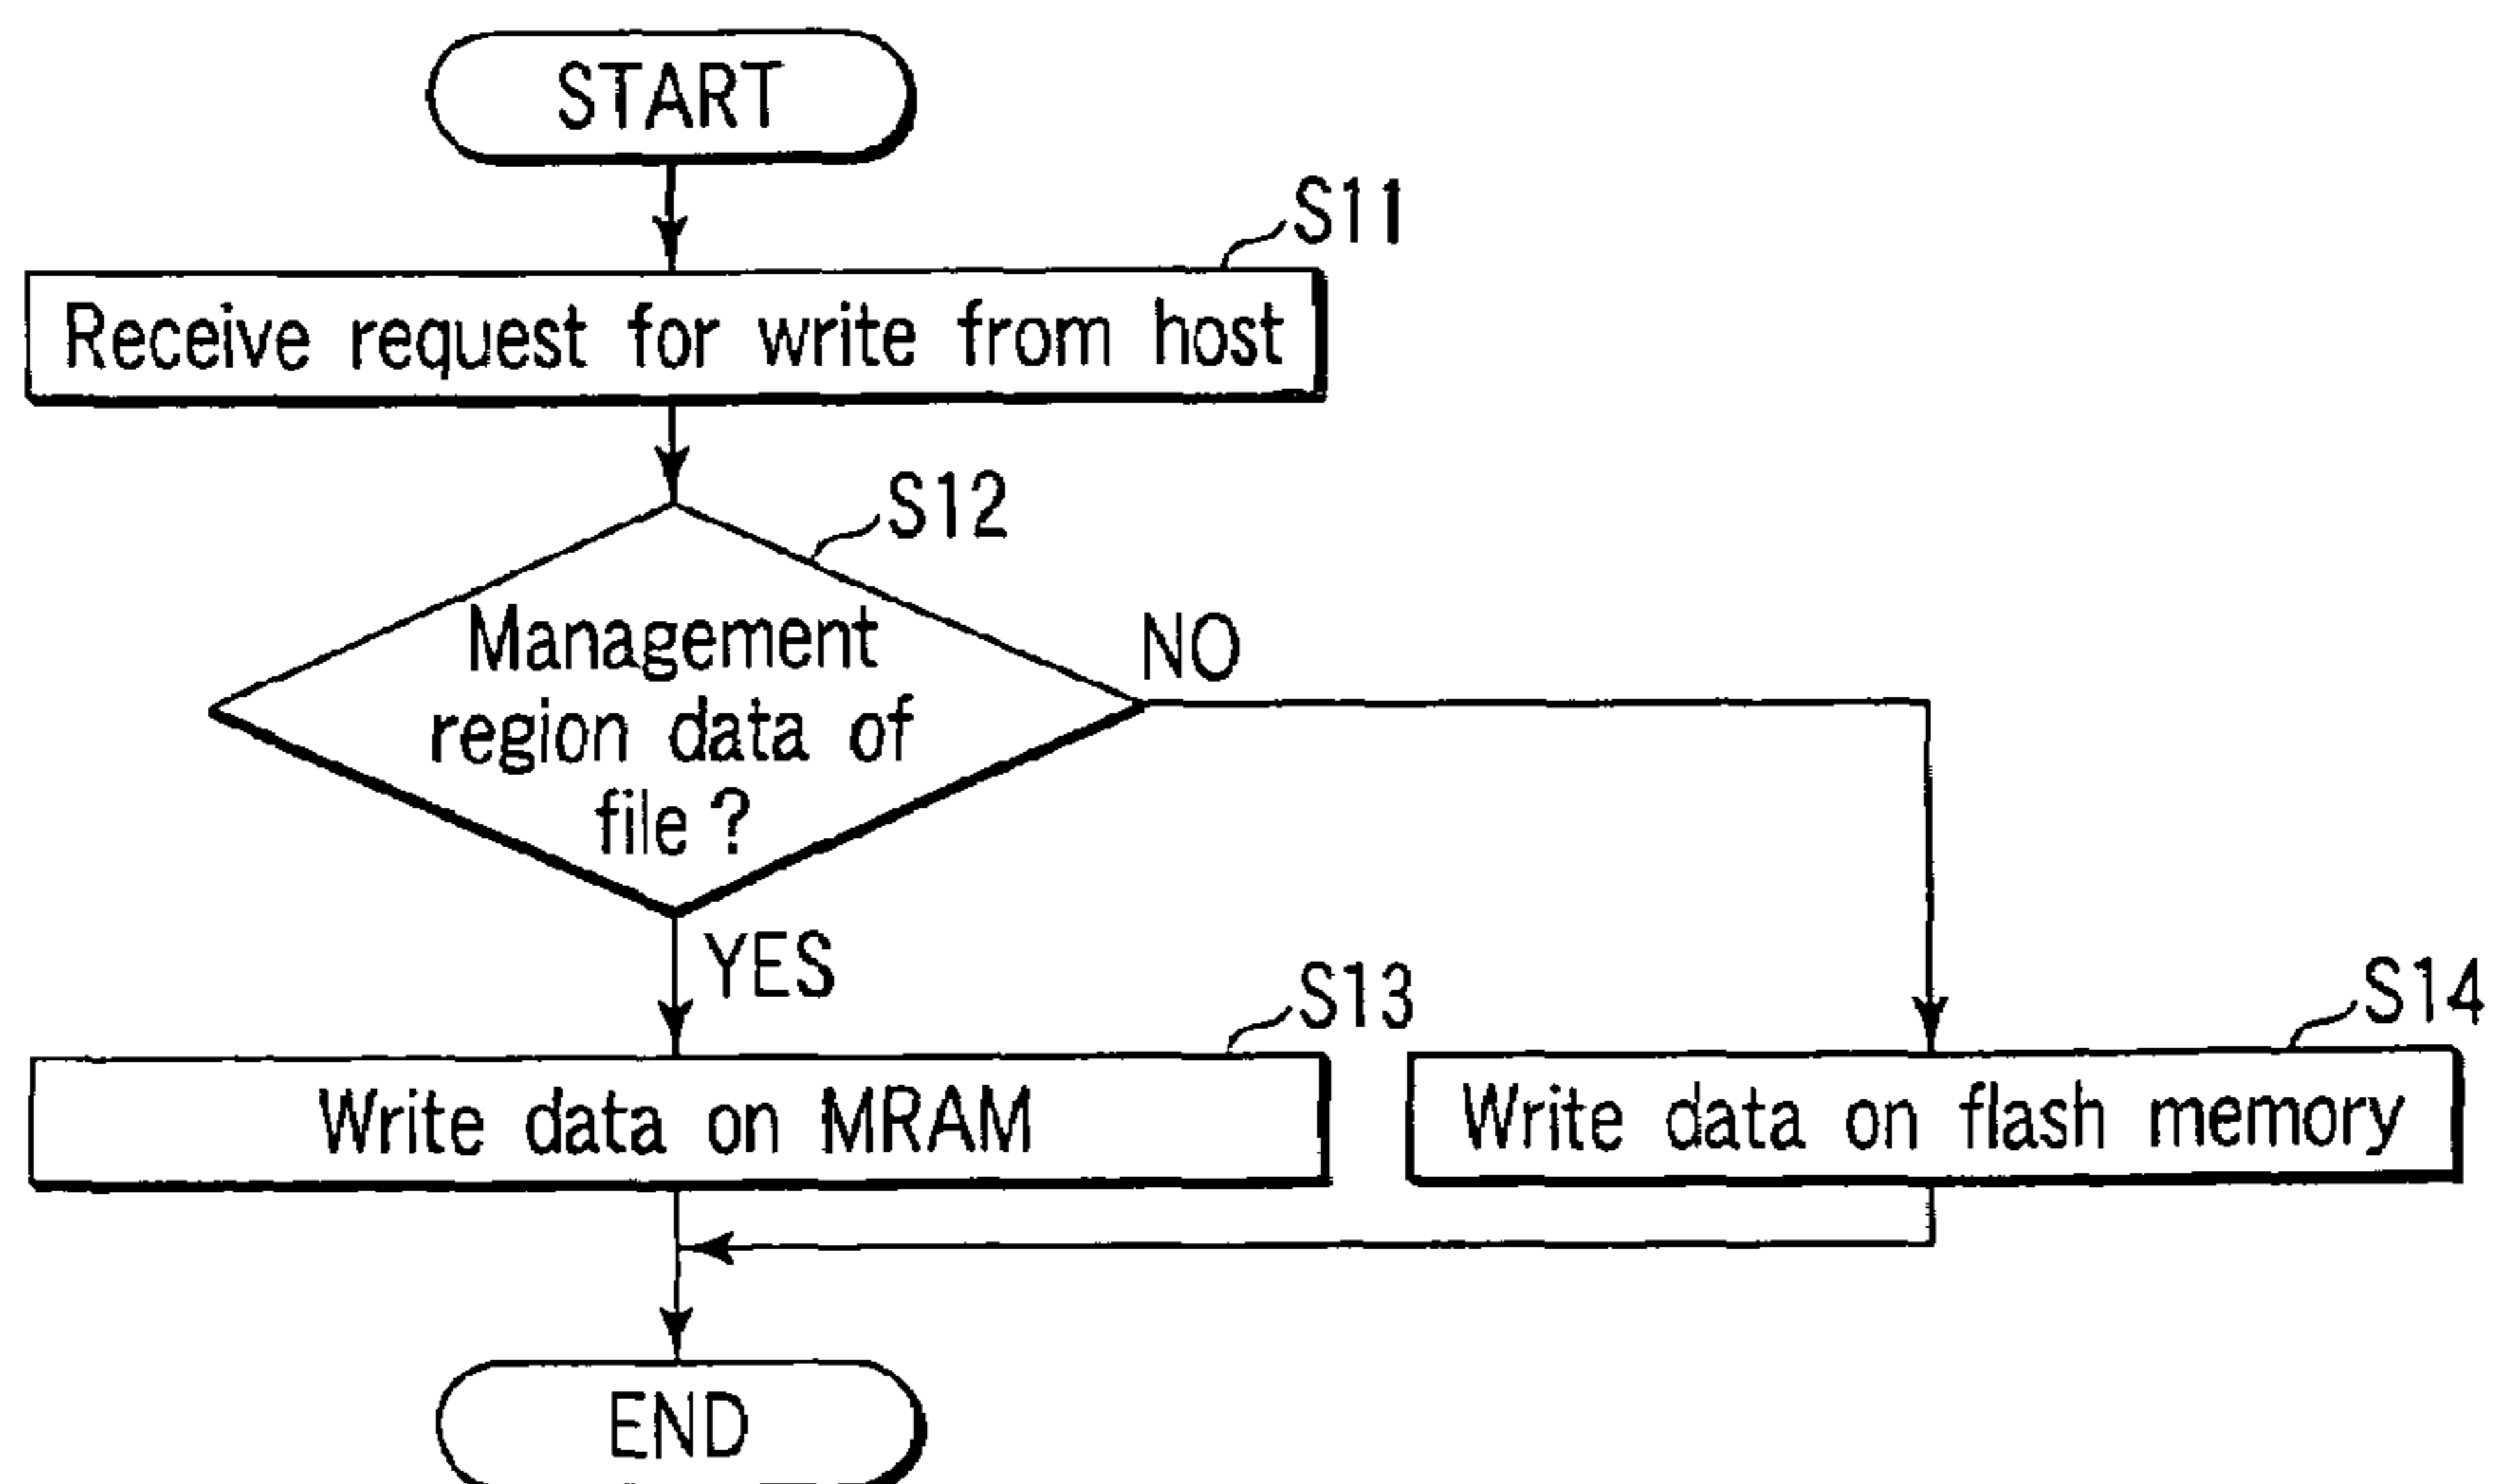 START
S11
Receive request for write from host
S12
Management
region data of
file ?
NO
YES
S13
Write data on MRAM
S14
Write data on flash memory
END